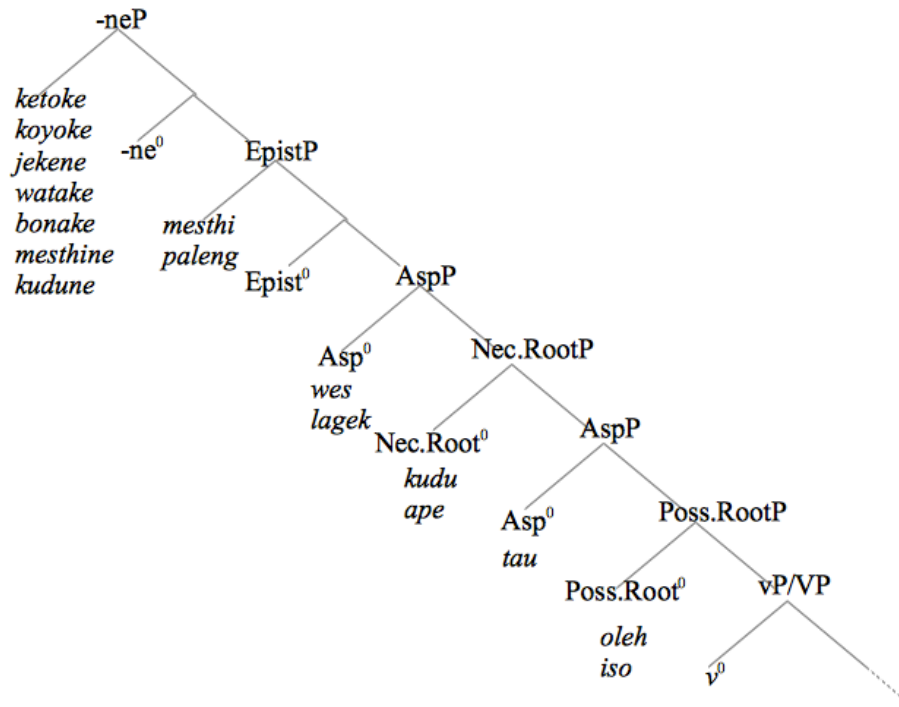 -neP
ketoke
koyoke
jekene
watake
bonake
mesthine
kudune
-ne⁰
EpistP
mesthi
paleng
Epist⁰
AspP
Asp⁰
wes
lagek
Nec.RootP
Nec.Root⁰
kudu
ape
AspP
Asp⁰
tau
Poss.RootP
Poss.Root⁰
oleh
iso
vP/VP
v⁰